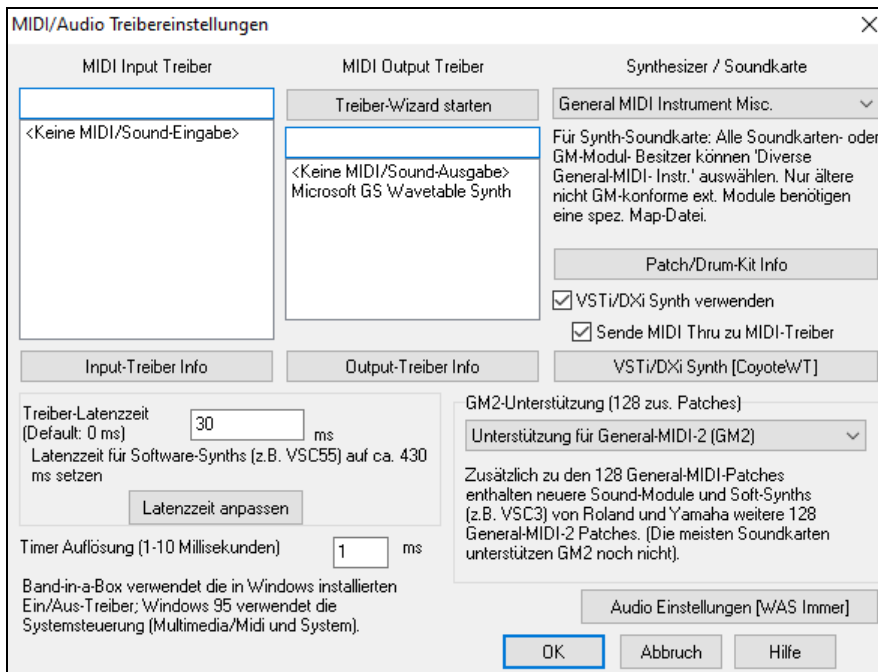 MIDI/Audio Treibereinstellungen
MIDI Input Treiber
<Keine MIDI/Sound-Eingabe>
Input-Treiber Info
MIDI Output Treiber
Treiber-Wizard starten
<Keine MIDI/Sound-Ausgabe>
Microsoft GS Wavetable Synth
Output-Treiber Info
Synthesizer / Soundkarte
General MIDI Instrument Misc.
Für Synth-Soundkarte: Alle Soundkarten- oder
GM-Modul- Besitzer können 'Diverse
General-MIDI- Instr.' auswählen. Nur ältere
nicht GM-konforme ext. Module benötigen
eine spez. Map-Datei.
Patch/Drum-Kit Info
VSTi/DXi Synth verwenden
Sende MIDI Thru zu MIDI-Treiber
VSTi/DXi Synth [CoyoteWT]
Treiber-Latenzzeit
(Default: 0 ms)
30
ms
Latenzzeit für Software-Synths (z.B. VSC55) auf ca. 430
ms setzen
Latenzzeit anpassen
Timer Auflösung (1-10 Millisekunden)
1
ms
Band-in-a-Box verwendet die in Windows installierten
Ein/Aus-Treiber; Windows 95 verwendet die
Systemsteuerung (Multimedia/Midi und System).
GM2-Unterstützung (128 zus. Patches)
Unterstützung für General-MIDI-2 (GM2)
Zusätzlich zu den 128 General-MIDI-Patches
enthalten neuere Sound-Module und Soft-Synths
(z.B. VSC3) von Roland und Yamaha weitere 128
General-MIDI-2 Patches. (Die meisten Soundkarten
unterstützen GM2 noch nicht).
Audio Einstellungen [WAS Immer]
OK
Abbruch
Hilfe